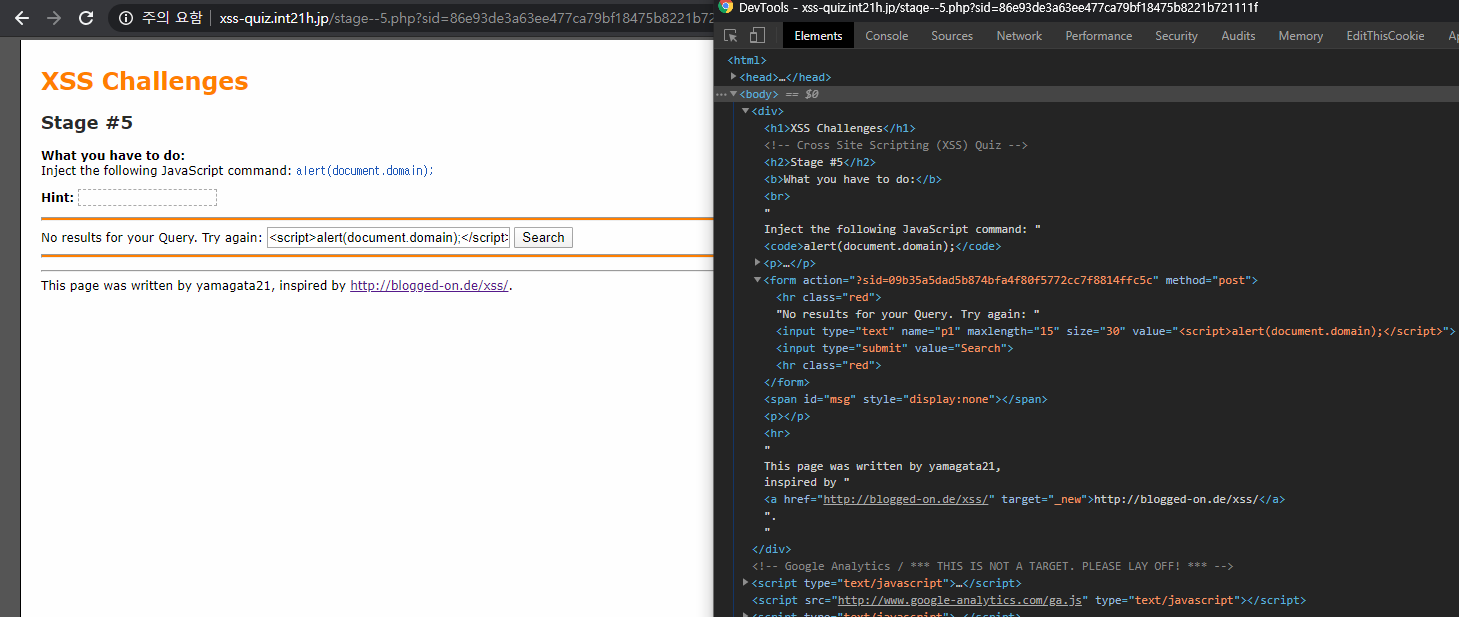 주의 요함 | xss-quiz.int21h.jp/stage--5.php?sid=86e93de3a63ee477ca79bf18475b8221b72
XSS Challenges
Stage #5
What you have to do:
Inject the following JavaScript command: alert(document.domain);
Hint:
No results for your Query. Try again: <script>alert(document.domain);</script> Search
This page was written by yamagata21, inspired by http://blogged-on.de/xss/.
DevTools - xss-quiz.int21h.jp/stage--5.php?sid=86e93de3a63ee477ca79bf18475b8221b721111f
Elements Console Sources Network Performance Security Audits Memory EditThisCookie Ap
<html>
<head>…</head>
<body> == $0
<div>
<h1>XSS Challenges</h1>
<!-- Cross Site Scripting (XSS) Quiz -->
<h2>Stage #5</h2>
<b>What you have to do:</b>
<br>
"
Inject the following JavaScript command: "
<code>alert(document.domain);</code>
<p>…</p>
<form action="?sid=09b35a5dad5b874bfa4f80f5772cc7f8814ffc5c" method="post">
<hr class="red">
"No results for your Query. Try again: "
<input type="text" name="p1" maxlength="15" size="30" value="<script>alert(document.domain);</script>">
<input type="submit" value="Search">
<hr class="red">
</form>
<span id="msg" style="display:none"></span>
<p></p>
<hr>
"
This page was written by yamagata21,
inspired by "
<a href="http://blogged-on.de/xss/" target="_new">http://blogged-on.de/xss/</a>
".
"
</div>
<!-- Google Analytics / *** THIS IS NOT A TARGET. PLEASE LAY OFF! *** -->
<script type="text/javascript">…</script>
<script src="http://www.google-analytics.com/ga.js" type="text/javascript"></script>
<script type="text/javascript">…</script>